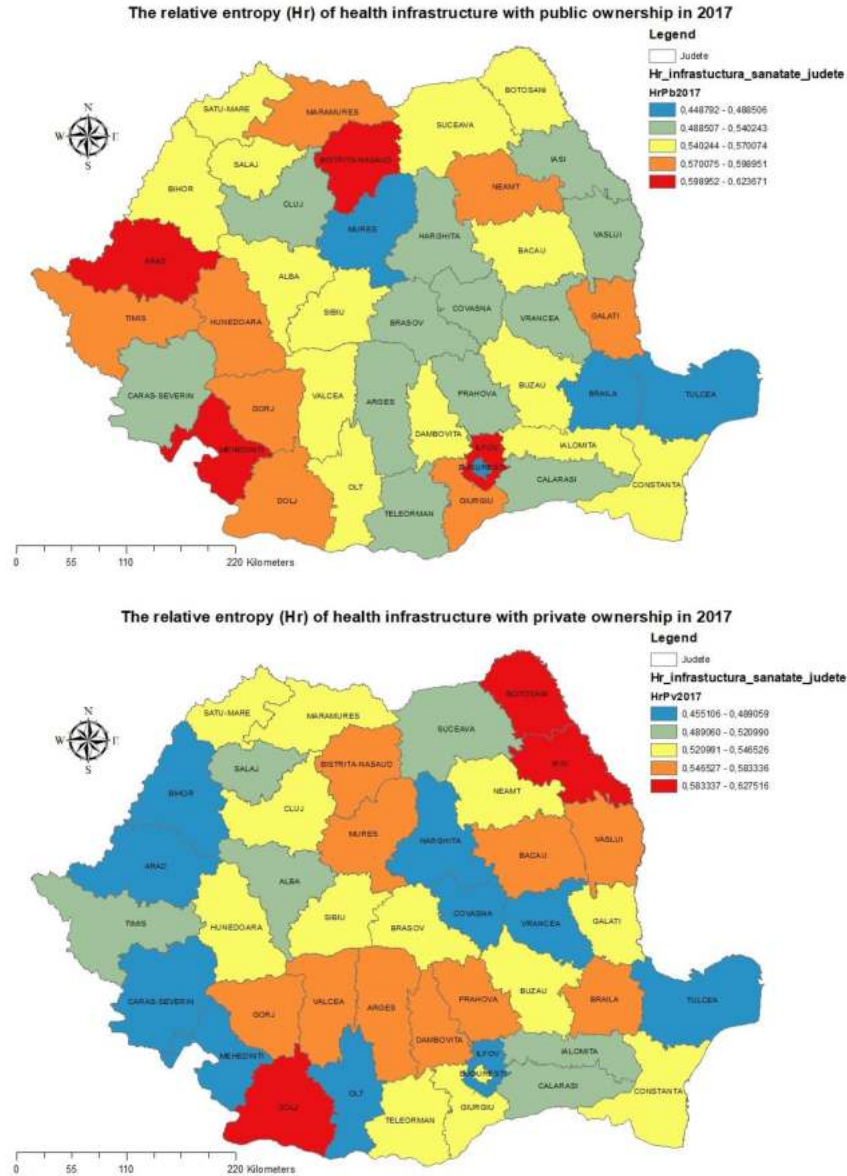 The relative entropy (Hr) of health infrastructure with public ownership in 2017
Legend
Judete
Hr_infrastuctura_sanatate_judete
HrPb2017
0,448792 - 0,488506
0,488507 - 0,540243
0,540244 - 0,570074
0,570075 - 0,598951
0,598952 - 0,623671
N
W
S
BOTOSANI
SATU-MARE
MARAMURES
SUCEAVA
IASI
SALAJ
BISTRITA-NASAUD
NEAMT
BIHOR
CLUJ
MURES
HARGHITA
VASLUI
BACAU
ARAD
ALBA
TIMIS
HUNEDOARA
SIBIU
BRASOV
COVASNA
VRANCEA
GALATI
CARAS-SEVERIN
GORJ
VALCEA
ARGES
PRAHOVA
BUZAU
BRAILA
TULCEA
DAMBOVITA
MEHEDINTI
ILFOV
IALOMITA
BUCURESTI
CALARASI
CONSTANTA
DOLJ
OLT
TELEORMAN
GIURGIU
0 55 110 220 Kilometers
The relative entropy (Hr) of health infrastructure with private ownership in 2017
Legend
Judete
Hr_infrastuctura_sanatate_judete
HrPv2017
0,455106 - 0,489059
0,489060 - 0,520990
0,520991 - 0,546526
0,546527 - 0,583336
0,583337 - 0,627516
N
W
S
BOTOSANI
SATU-MARE
MARAMURES
SUCEAVA
IASI
SALAJ
BISTRITA-NASAUD
NEAMT
BIHOR
CLUJ
MURES
HARGHITA
BACAU
VASLUI
ARAD
ALBA
TIMIS
HUNEDOARA
SIBIU
BRASOV
COVASNA
VRANCEA
GALATI
CARAS-SEVERIN
GORJ
VALCEA
ARGES
PRAHOVA
BUZAU
BRAILA
TULCEA
DAMBOVITA
MEHEDINTI
ILFOV
IALOMITA
BUCURESTI
CALARASI
CONSTANTA
DOLJ
OLT
TELEORMAN
GIURGIU
0 55 110 220 Kilometers